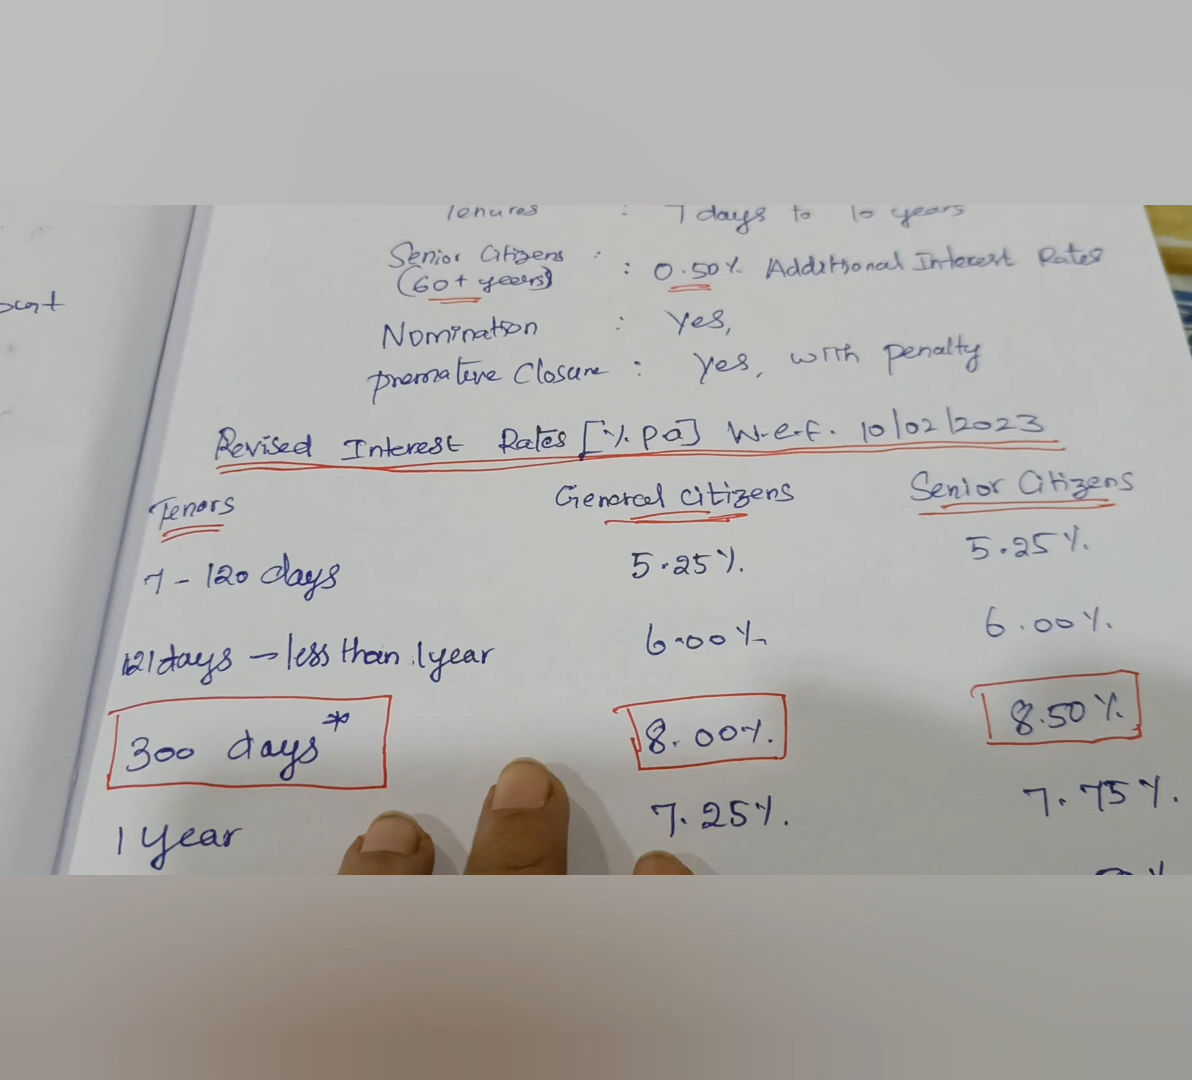 Tenures : 7 days to 10 years
Senior Citizens : : 0.50% Additional Interest Rates
(60+ years)
Nomination : Yes,
premative Closure : Yes, with penalty
Revised Interest Rates [% pa] W.e.f. 10/02/2023
Tenors General citizens Senior Citizens
7 - 120 days 5.25% 5.25%
121 days - less than 1 year 6.00% 6.00%
300 days* 8.00% 8.50%
1 year 7.25% 7.75%